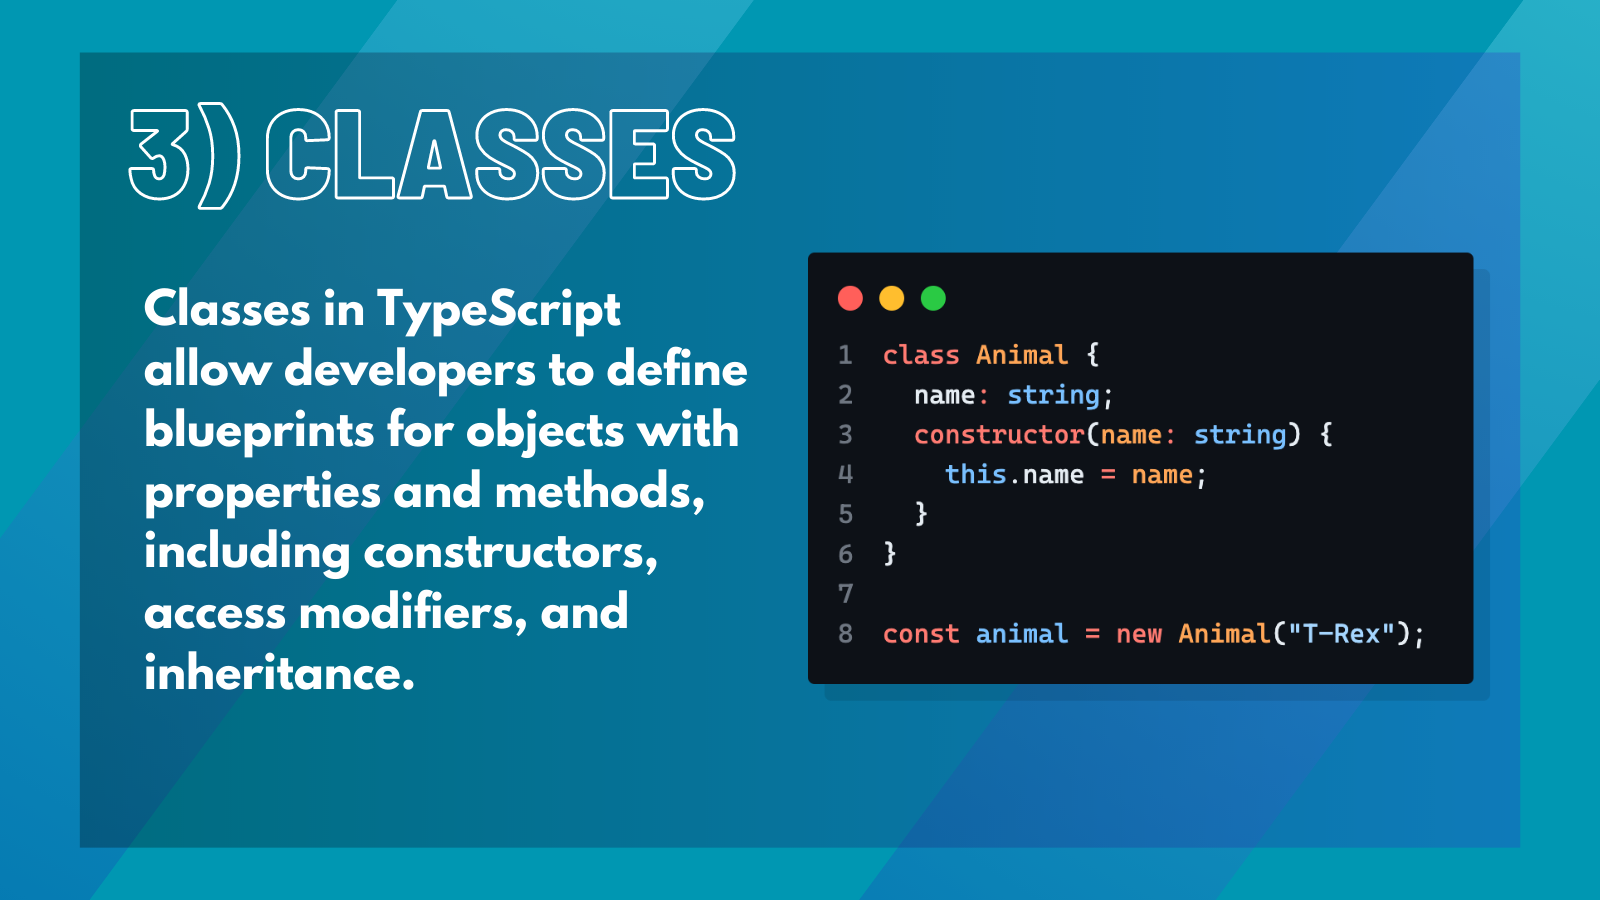 3) CLASSES
Classes in TypeScript
allow developers to define
blueprints for objects with
properties and methods,
including constructors,
access modifiers, and
inheritance.
1 class Animal {
2   name: string;
3   constructor(name: string) {
4     this.name = name;
5   }
6 }
7
8 const animal = new Animal("T-Rex");